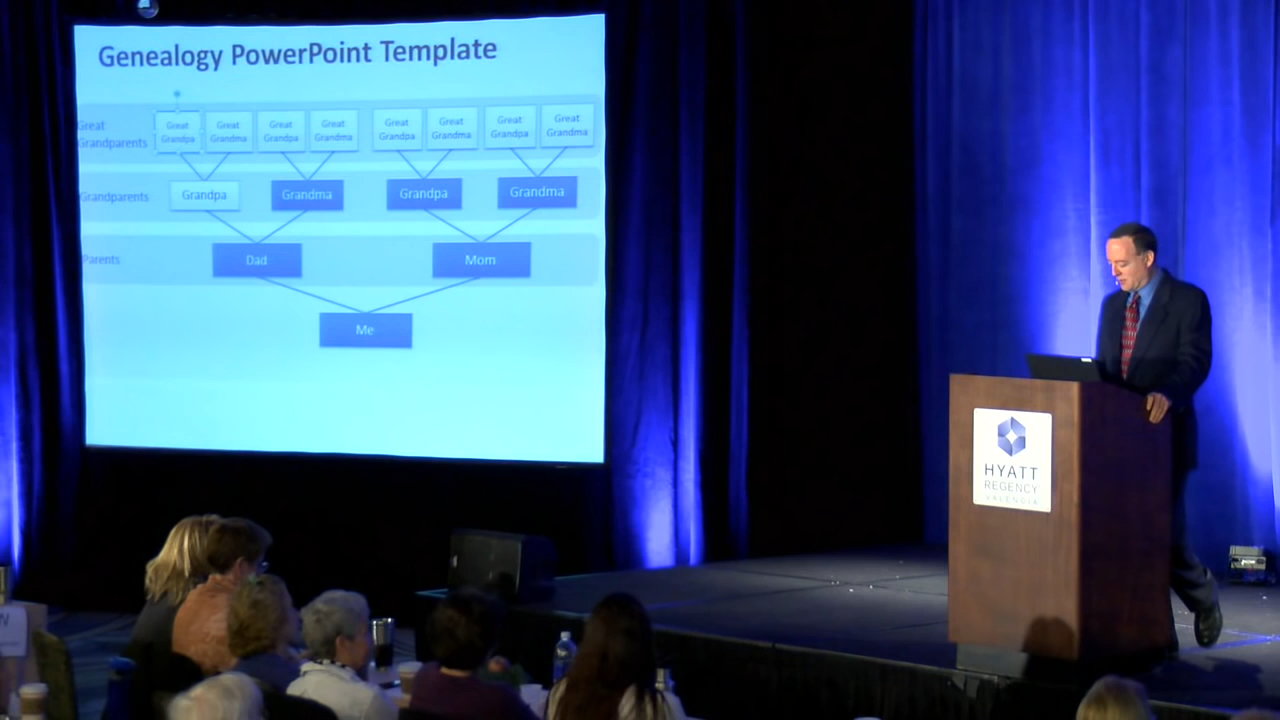 Genealogy PowerPoint Template
Great
Grandparents
Great
Grandpa
Great
Grandma
Great
Grandpa
Great
Grandma
Great
Grandpa
Great
Grandma
Great
Grandpa
Great
Grandma
Grandparents
Grandpa
Grandma
Grandpa
Grandma
Parents
Dad
Mom
Me
HYATT
REGENCY
VALENCIA